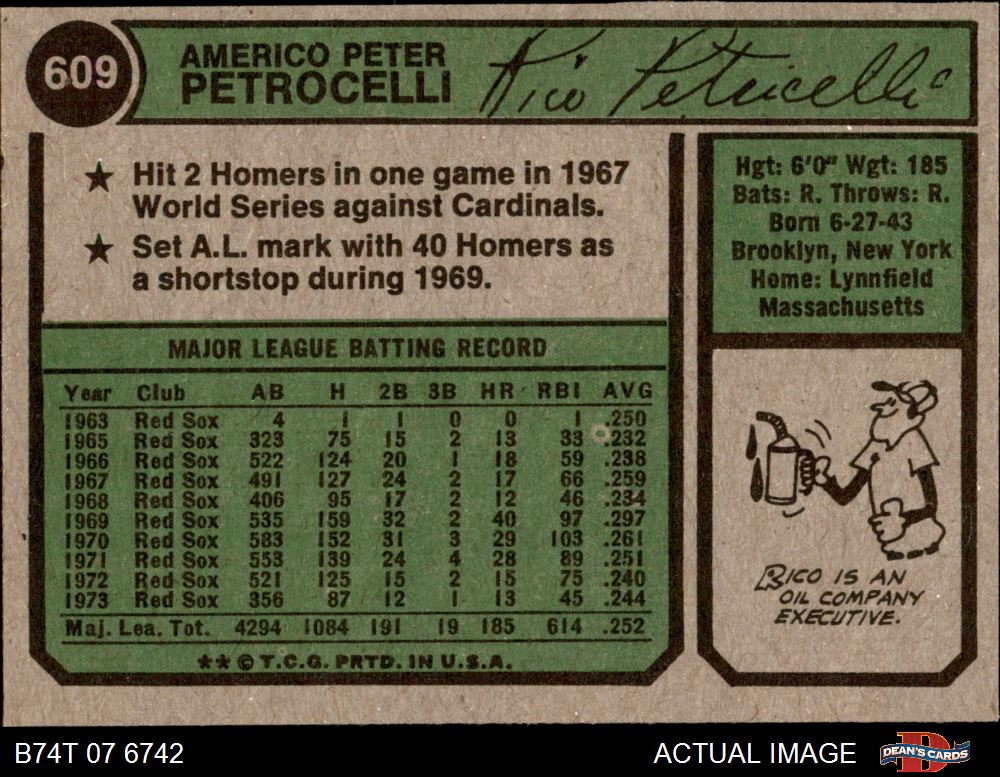 609
AMERICO PETER
PETROCELLI
Rico Petrocelli
★ Hit 2 Homers in one game in 1967
World Series against Cardinals.
★ Set A.L. mark with 40 Homers as
a shortstop during 1969.
Hgt: 6'0" Wgt: 185
Bats: R. Throws: R.
Born 6-27-43
Brooklyn, New York
Home: Lynnfield
Massachusetts
MAJOR LEAGUE BATTING RECORD
Year Club AB H 2B 3B HR RBI AVG
1963 Red Sox 4 1 1 0 0 1 .250
1965 Red Sox 323 75 15 2 13 33 .232
1966 Red Sox 522 124 20 1 18 59 .238
1967 Red Sox 491 127 24 2 17 66 .259
1968 Red Sox 406 95 17 2 12 46 .234
1969 Red Sox 535 159 32 2 40 97 .297
1970 Red Sox 583 152 31 3 29 103 .261
1971 Red Sox 553 139 24 4 28 89 .251
1972 Red Sox 521 125 15 2 15 75 .240
1973 Red Sox 356 87 12 1 13 45 .244
Maj. Lea. Tot. 4294 1084 191 19 185 614 .252
**©T.C.G. PRTD. IN U.S.A.
RICO IS AN
OIL COMPANY
EXECUTIVE.
B74T 07 6742
ACTUAL IMAGE
DEAN'S CARDS